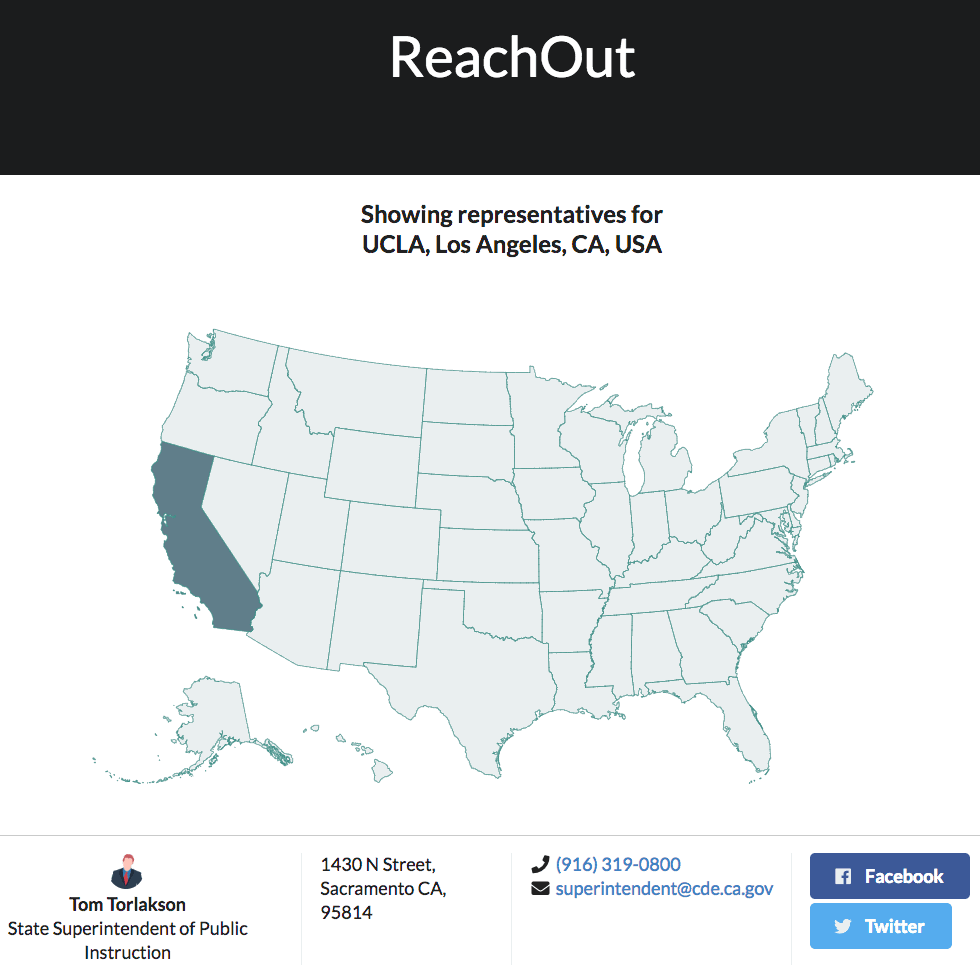 ReachOut
Showing representatives for
UCLA, Los Angeles, CA, USA
Tom Torlakson
State Superintendent of Public
Instruction
1430 N Street,
Sacramento CA,
95814
(916) 319-0800
superintendent@cde.ca.gov
Facebook
Twitter